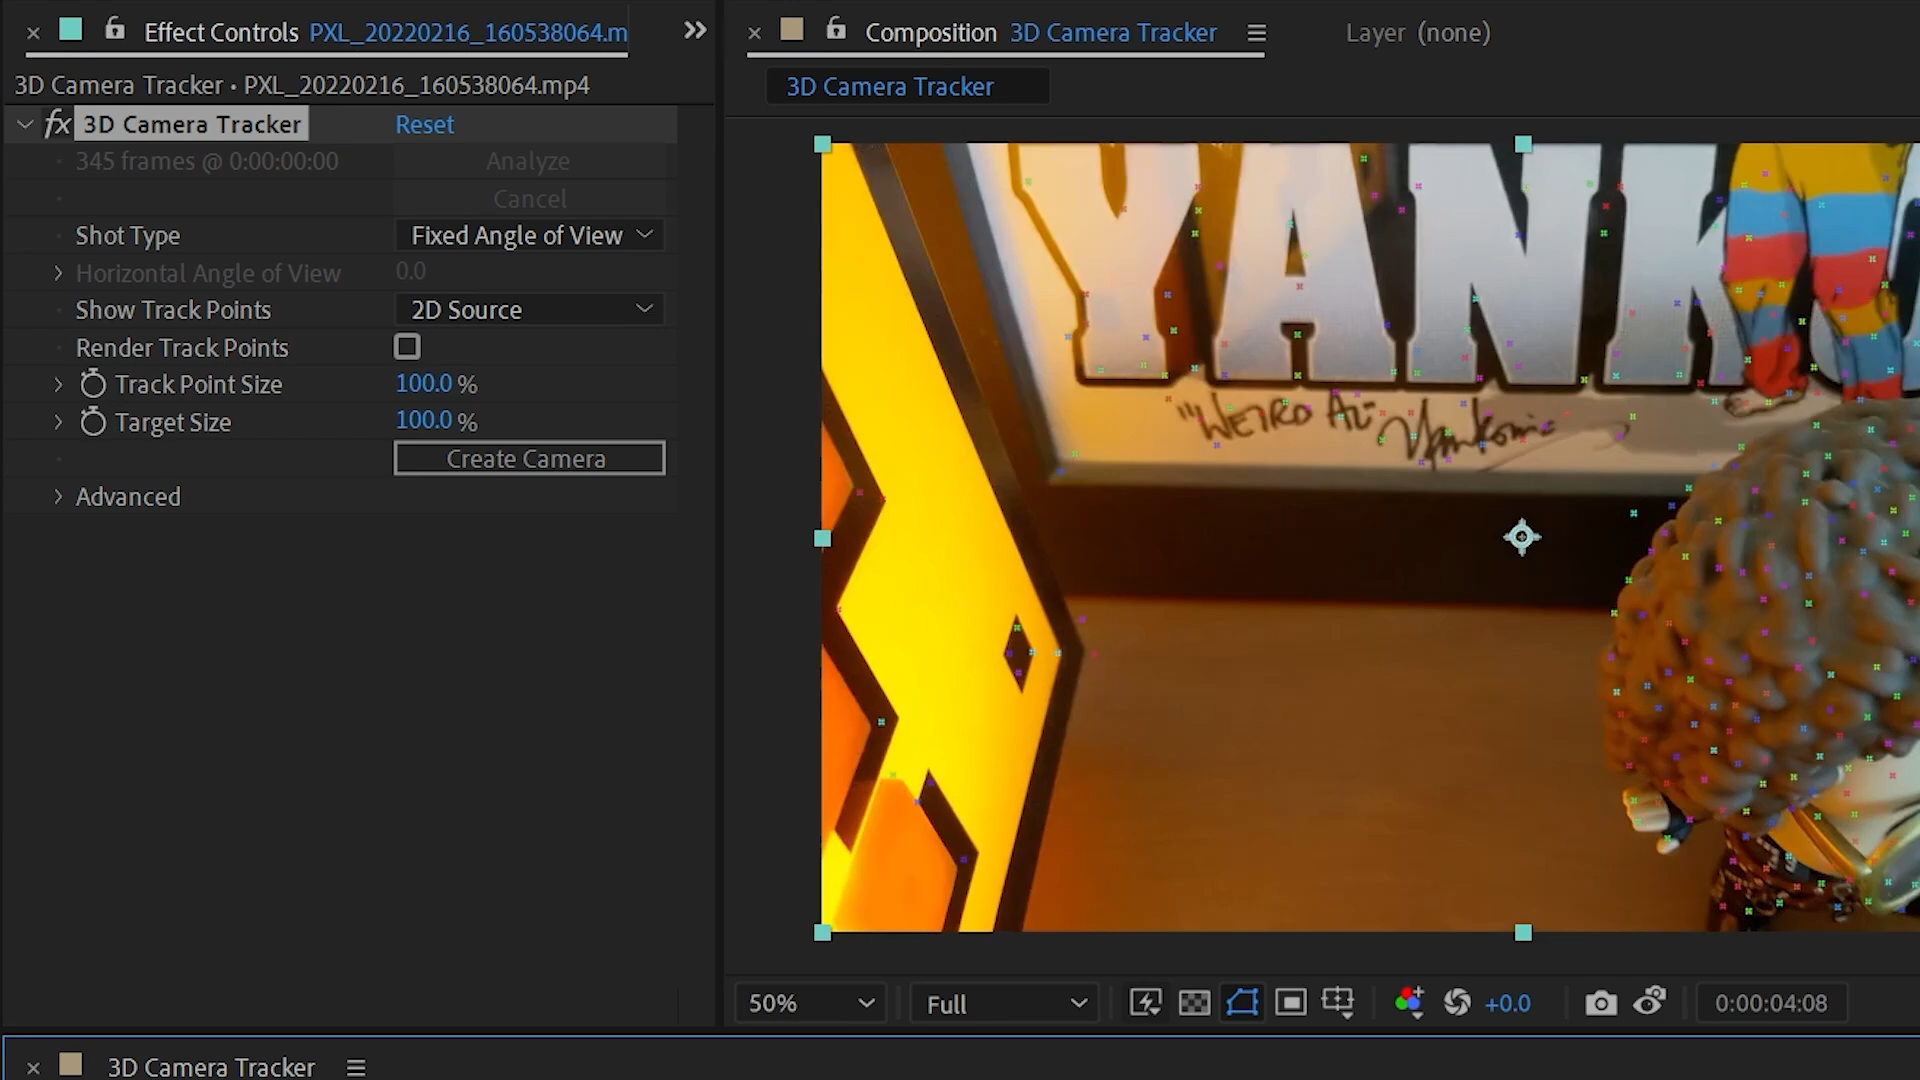 Effect Controls PXL_20220216_160538064.m
Composition 3D Camera Tracker
Layer (none)
3D Camera Tracker • PXL_20220216_160538064.mp4
3D Camera Tracker
fx 3D Camera Tracker Reset
345 frames @ 0:00:00:00 Analyze
Cancel
Shot Type Fixed Angle of View
Horizontal Angle of View 0.0
Show Track Points 2D Source
Render Track Points
Track Point Size 100.0 %
Target Size 100.0 %
Create Camera
Advanced
YANK
"WEIRD AL" Yankovic
50% Full +0.0 0:00:04:08
3D Camera Tracker